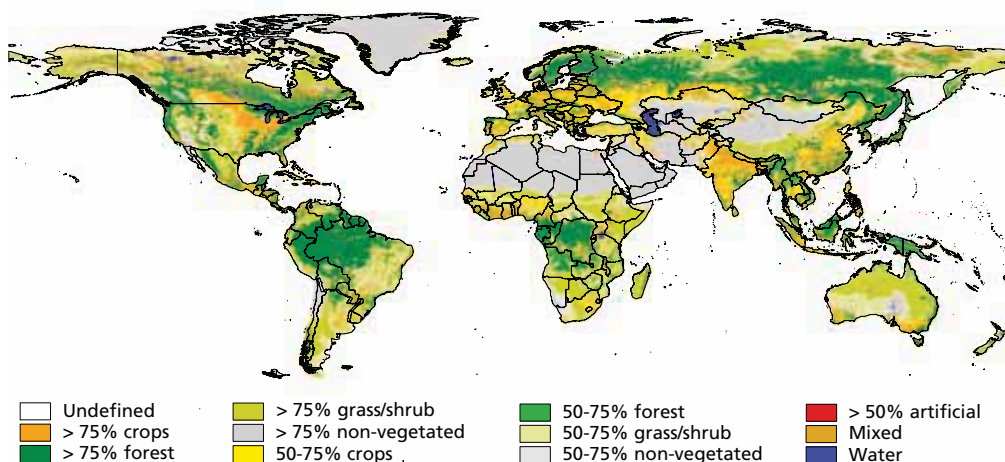 Undefined
> 75% crops
> 75% forest
> 75% grass/shrub
> 75% non-vegetated
50-75% crops
50-75% forest
50-75% grass/shrub
50-75% non-vegetated
> 50% artificial
Mixed
Water